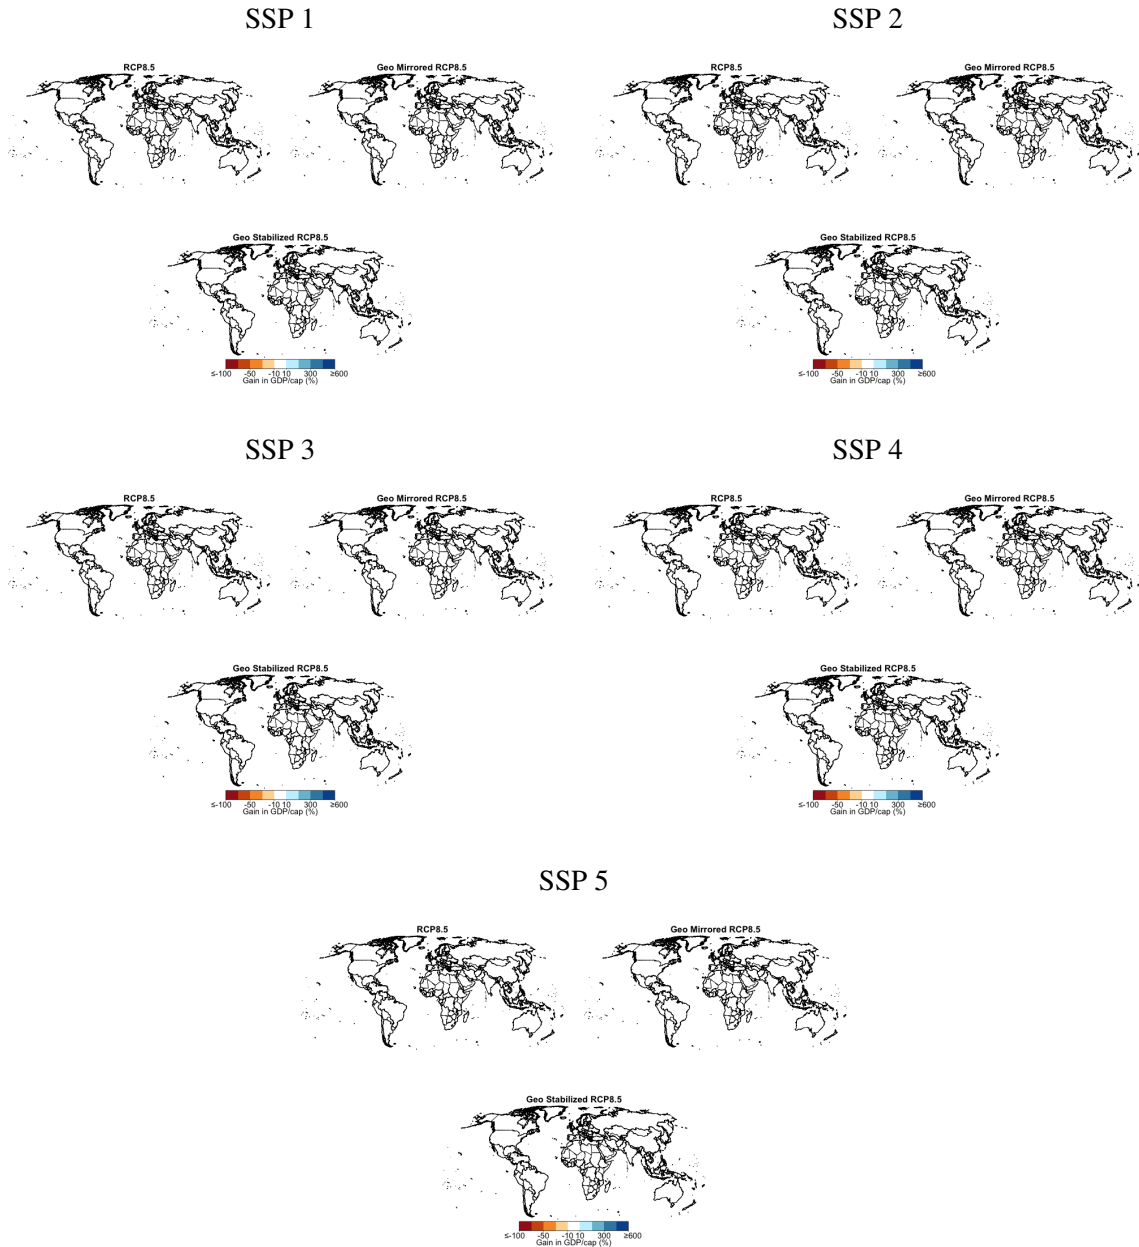 SSP 1
SSP 2
RCP8.5
Geo Mirrored RCP8.5
RCP8.5
Geo Mirrored RCP8.5
Geo Stabilized RCP8.5
Geo Stabilized RCP8.5
≤-100 -50 -10 10 300 ≥600
Gain in GDP/cap (%)
≤-100 -50 -10 10 300 ≥600
Gain in GDP/cap (%)
SSP 3
SSP 4
RCP8.5
Geo Mirrored RCP8.5
RCP8.5
Geo Mirrored RCP8.5
Geo Stabilized RCP8.5
Geo Stabilized RCP8.5
≤-100 -50 -10 10 300 ≥600
Gain in GDP/cap (%)
≤-100 -50 -10 10 300 ≥600
Gain in GDP/cap (%)
SSP 5
RCP8.5
Geo Mirrored RCP8.5
Geo Stabilized RCP8.5
≤-100 -50 -10 10 300 ≥600
Gain in GDP/cap (%)